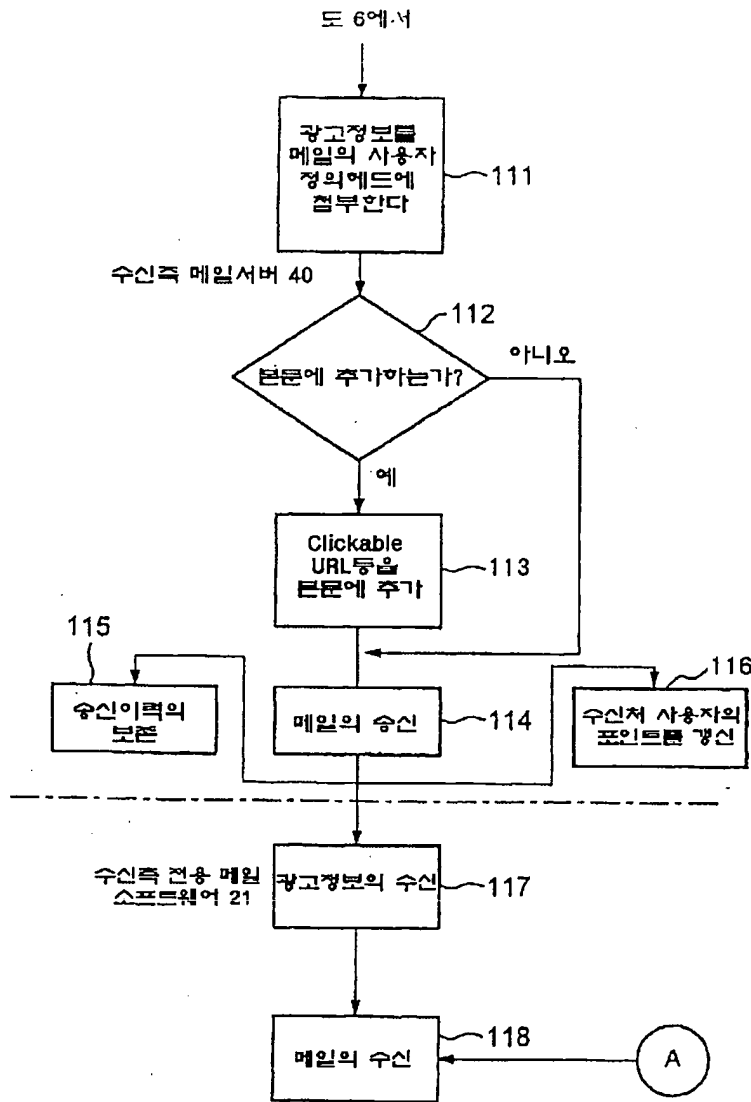 도 6에서
광고정보를
메일의 사용자
정의헤드에
첨부한다
111
수신측 메일서버 40
112
본문에 추가하는가?
아니오
예
Clickable
URL등을
본문에 추가
113
115
송신이력의
보존
메일의 송신
114
116
수신처 사용자의
포인트를 갱신
수신측 전용 메일
소프트웨어 21
광고정보의 수신
117
메일의 수신
118
A